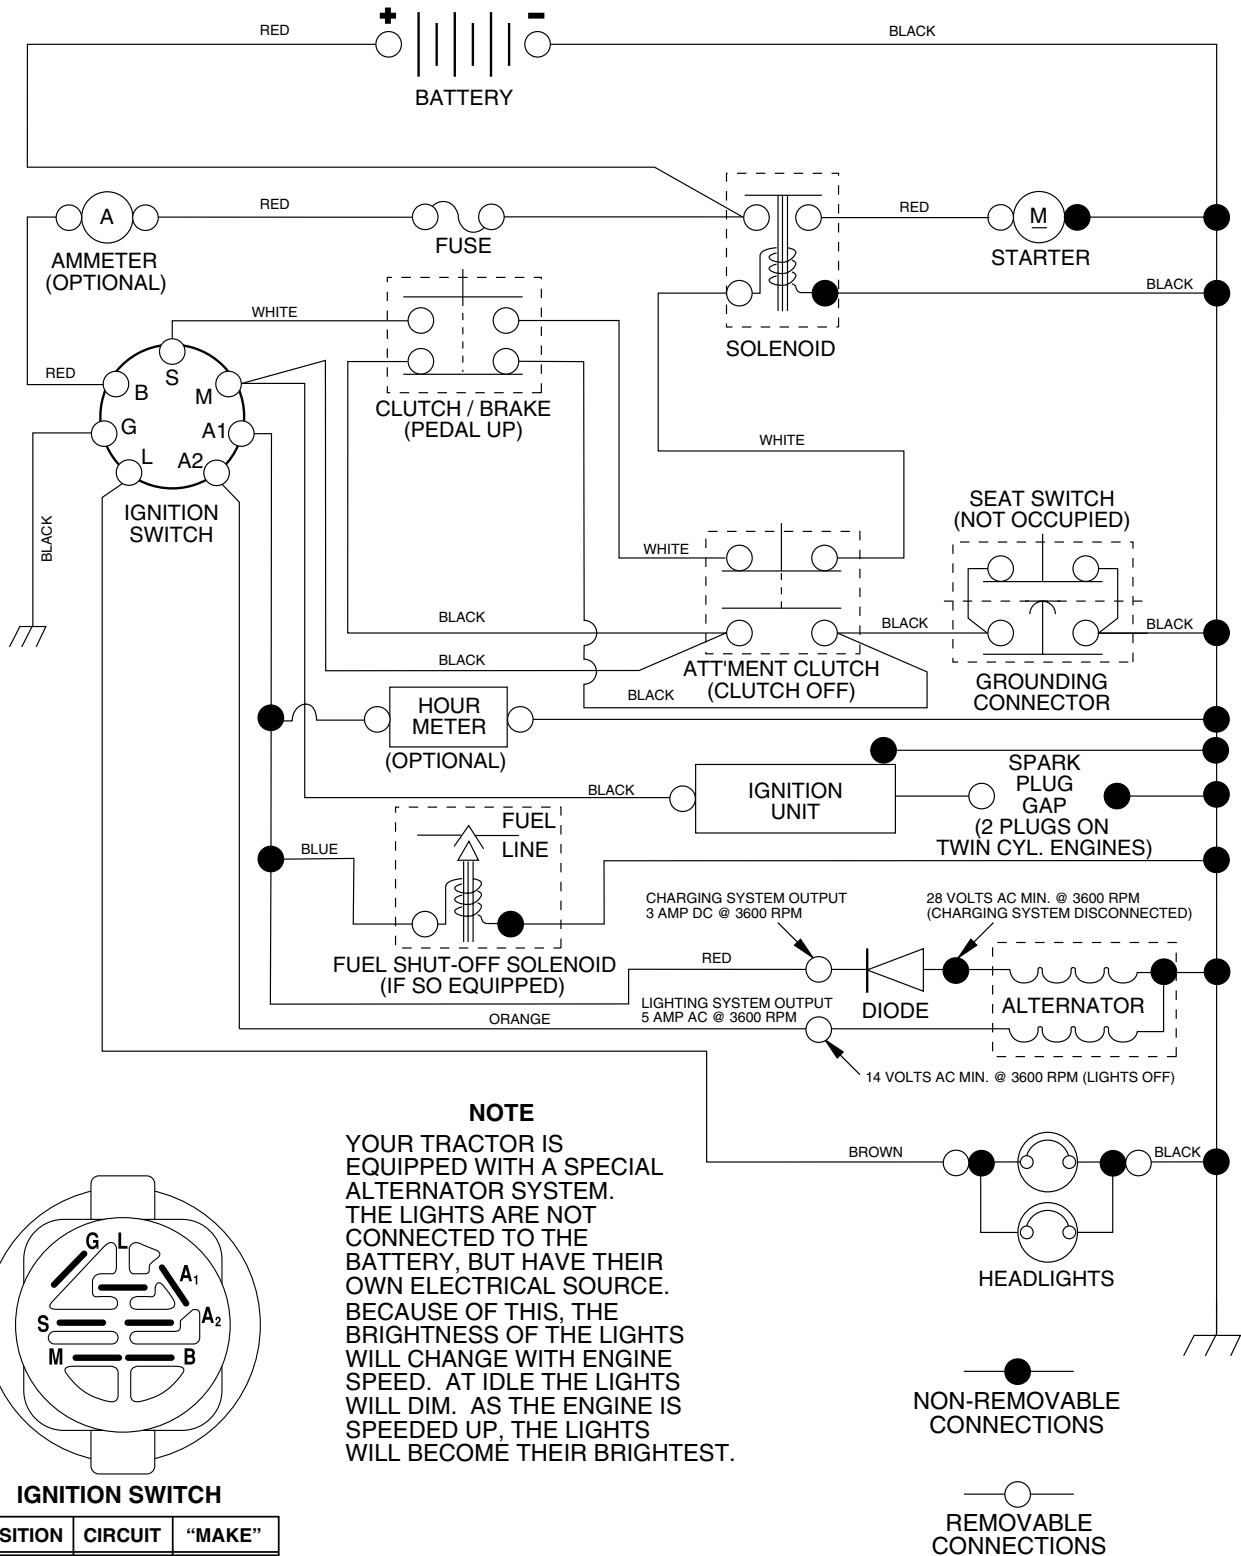 RED
+
−
BLACK
BATTERY
A
RED
AMMETER
(OPTIONAL)
FUSE
SOLENOID
RED
M
STARTER
BLACK
WHITE
CLUTCH / BRAKE
(PEDAL UP)
RED
S
B
M
G
A1
L
A2
IGNITION
SWITCH
BLACK
WHITE
WHITE
SEAT SWITCH
(NOT OCCUPIED)
BLACK
BLACK
BLACK
BLACK
BLACK
ATT'MENT CLUTCH
(CLUTCH OFF)
GROUNDING
CONNECTOR
HOUR
METER
(OPTIONAL)
BLACK
IGNITION
UNIT
SPARK
PLUG
GAP
(2 PLUGS ON
TWIN CYL. ENGINES)
BLUE
FUEL
LINE
FUEL SHUT-OFF SOLENOID
(IF SO EQUIPPED)
CHARGING SYSTEM OUTPUT
3 AMP DC @ 3600 RPM
28 VOLTS AC MIN. @ 3600 RPM
(CHARGING SYSTEM DISCONNECTED)
RED
DIODE
ALTERNATOR
LIGHTING SYSTEM OUTPUT
5 AMP AC @ 3600 RPM
ORANGE
14 VOLTS AC MIN. @ 3600 RPM (LIGHTS OFF)
BROWN
BLACK
HEADLIGHTS
NOTE
YOUR TRACTOR IS
EQUIPPED WITH A SPECIAL
ALTERNATOR SYSTEM.
THE LIGHTS ARE NOT
CONNECTED TO THE
BATTERY, BUT HAVE THEIR
OWN ELECTRICAL SOURCE.
BECAUSE OF THIS, THE
BRIGHTNESS OF THE LIGHTS
WILL CHANGE WITH ENGINE
SPEED. AT IDLE THE LIGHTS
WILL DIM. AS THE ENGINE IS
SPEEDED UP, THE LIGHTS
WILL BECOME THEIR BRIGHTEST.
G L
A1
S
A2
M
B
IGNITION SWITCH
SITION CIRCUIT “MAKE”
NON-REMOVABLE
CONNECTIONS
REMOVABLE
CONNECTIONS